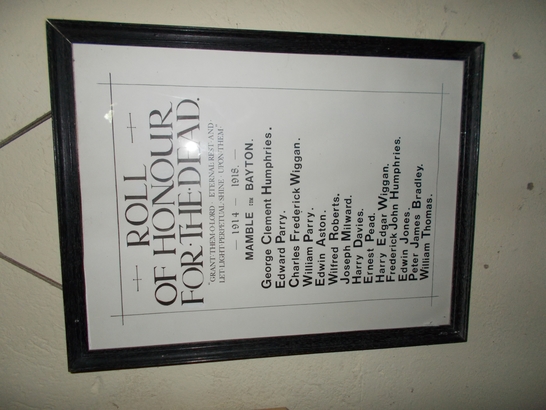 ROLL
OF HONOUR
FOR·THE·DEAD.
"GRANT THEM O LORD ETERNAL REST AND
LET LIGHT PERPETUAL SHINE UPON THEM"
— 1914 — 1918. —
MAMBLE cum BAYTON.
George Clement Humphries.
Edward Parry.
Charles Frederick Wiggan.
William Parry.
Edwin Aston.
Wilfred Roberts.
Joseph Milward.
Harry Davies.
Ernest Pead.
Harry Edgar Wiggan.
Frederick John Humphries.
Edwin Jones.
Peter James Bradley.
William Thomas.